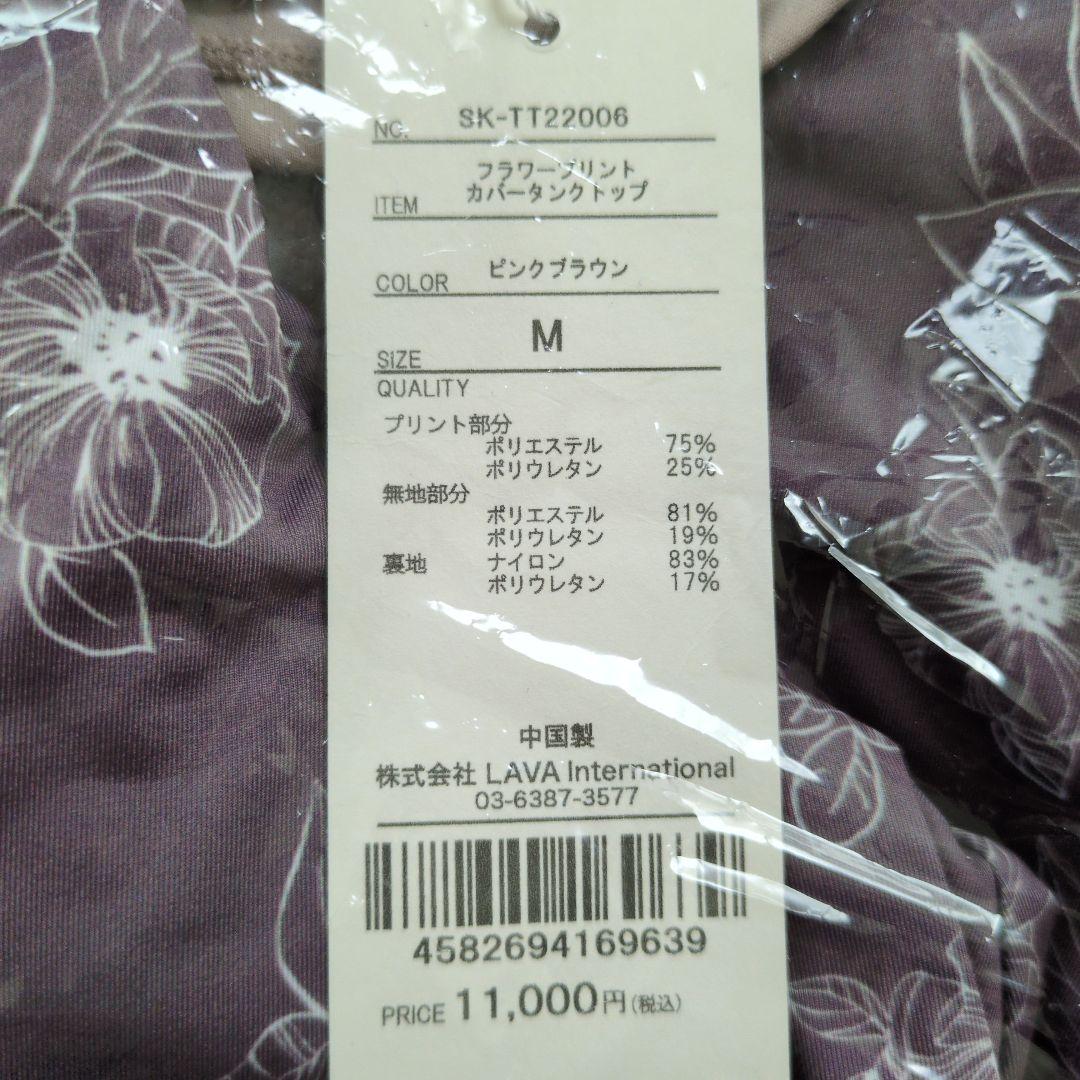 NO. SK-TT22006
フラワープリント
ITEM カバータンクトップ
COLOR ピンクブラウン
SIZE M
QUALITY
プリント部分
ポリエステル 75%
ポリウレタン 25%
無地部分
ポリエステル 81%
ポリウレタン 19%
裏地 ナイロン 83%
ポリウレタン 17%
中国製
株式会社 LAVA International
03-6387-3577
4582694169639
PRICE 11,000円(税込)